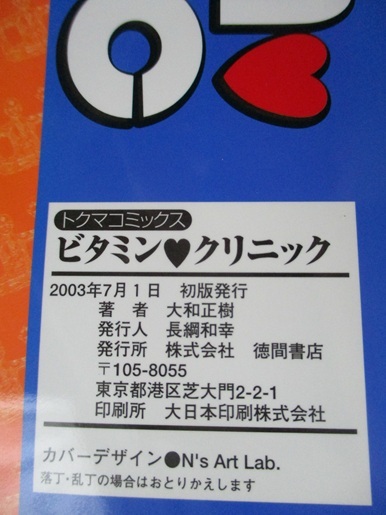 トクマコミックス
ビタミン♥クリニック
2003年7月1日 初版発行
著者 大和正樹
発行人 長綱和幸
発行所 株式会社 徳間書店
〒105-8055
東京都港区芝大門2-2-1
印刷所 大日本印刷株式会社
カバーデザイン●N's Art Lab.
落丁・乱丁の場合はおとりかえします